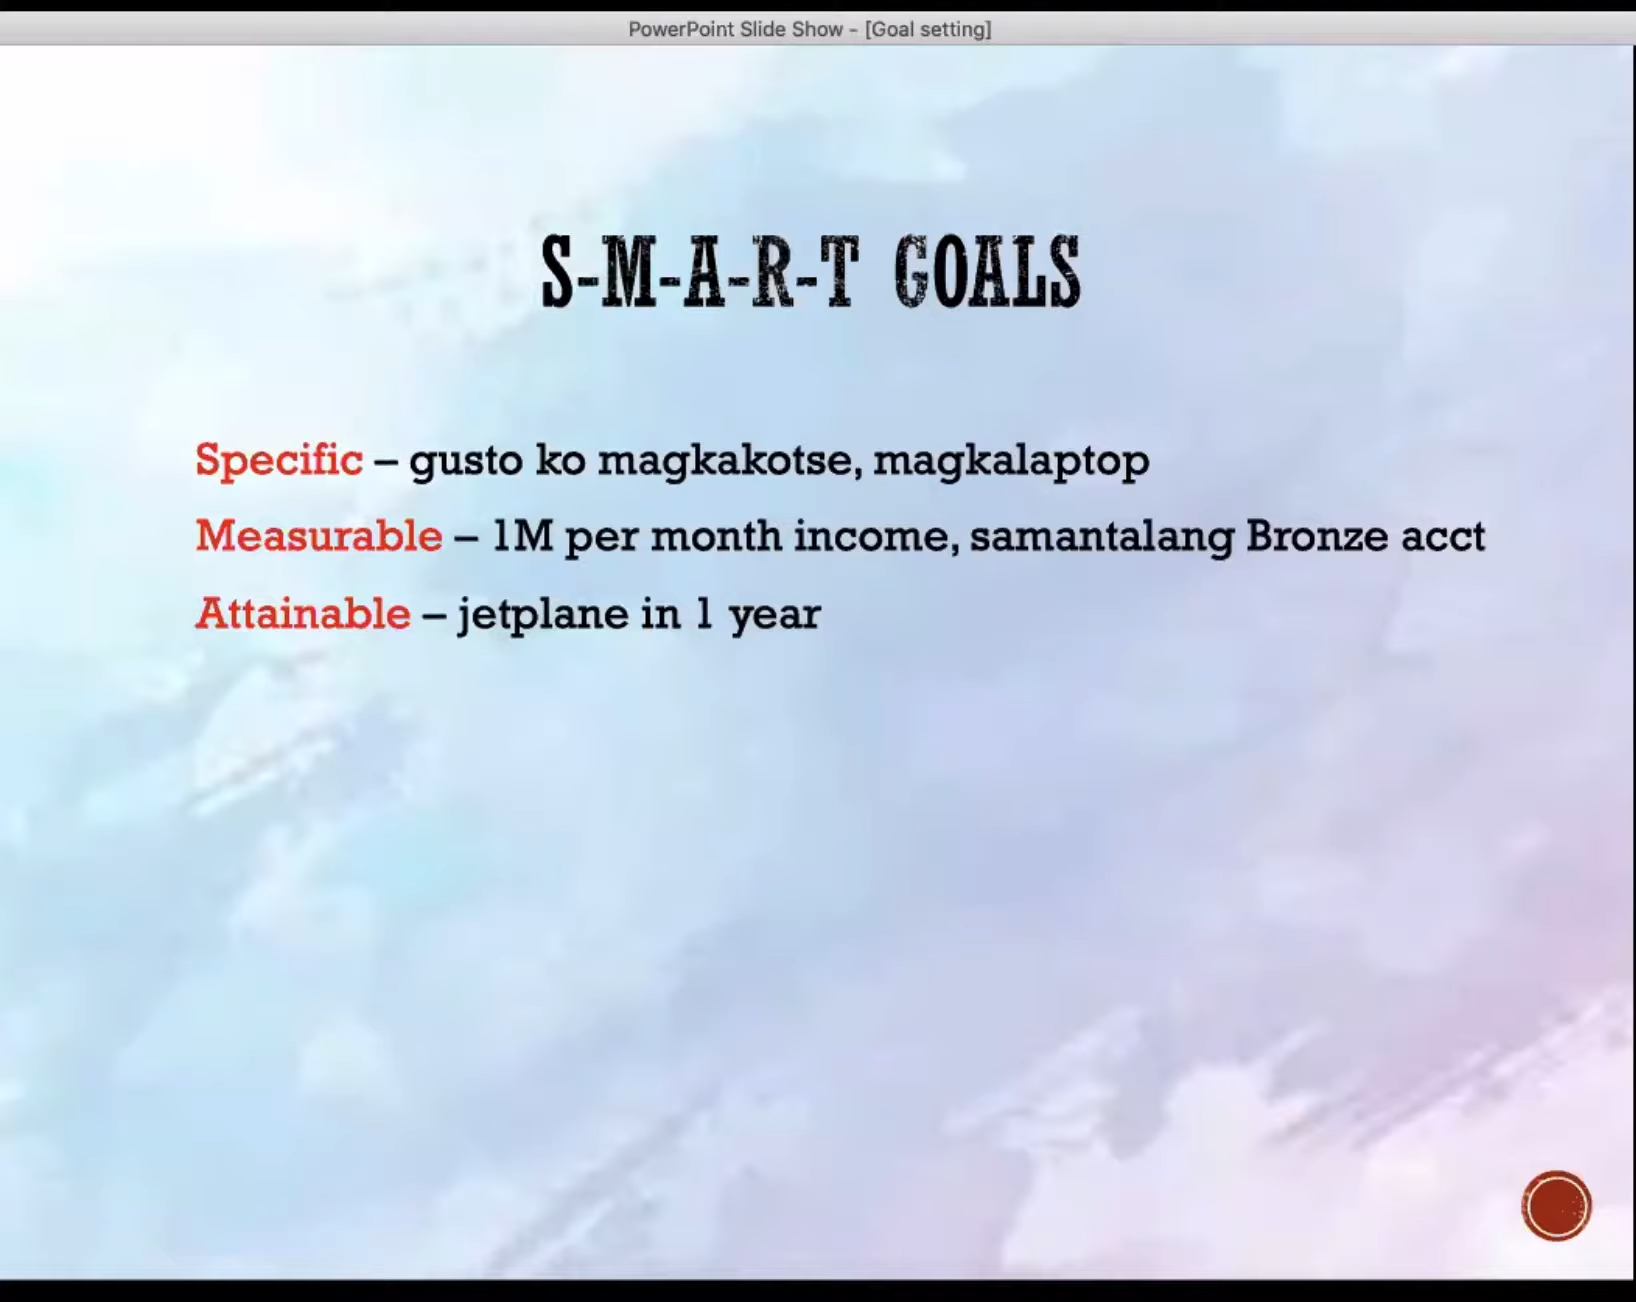 PowerPoint Slide Show - [Goal setting]
S-M-A-R-T GOALS
Specific – gusto ko magkakotse, magkalaptop
Measurable – 1M per month income, samantalang Bronze acct
Attainable – jetplane in 1 year